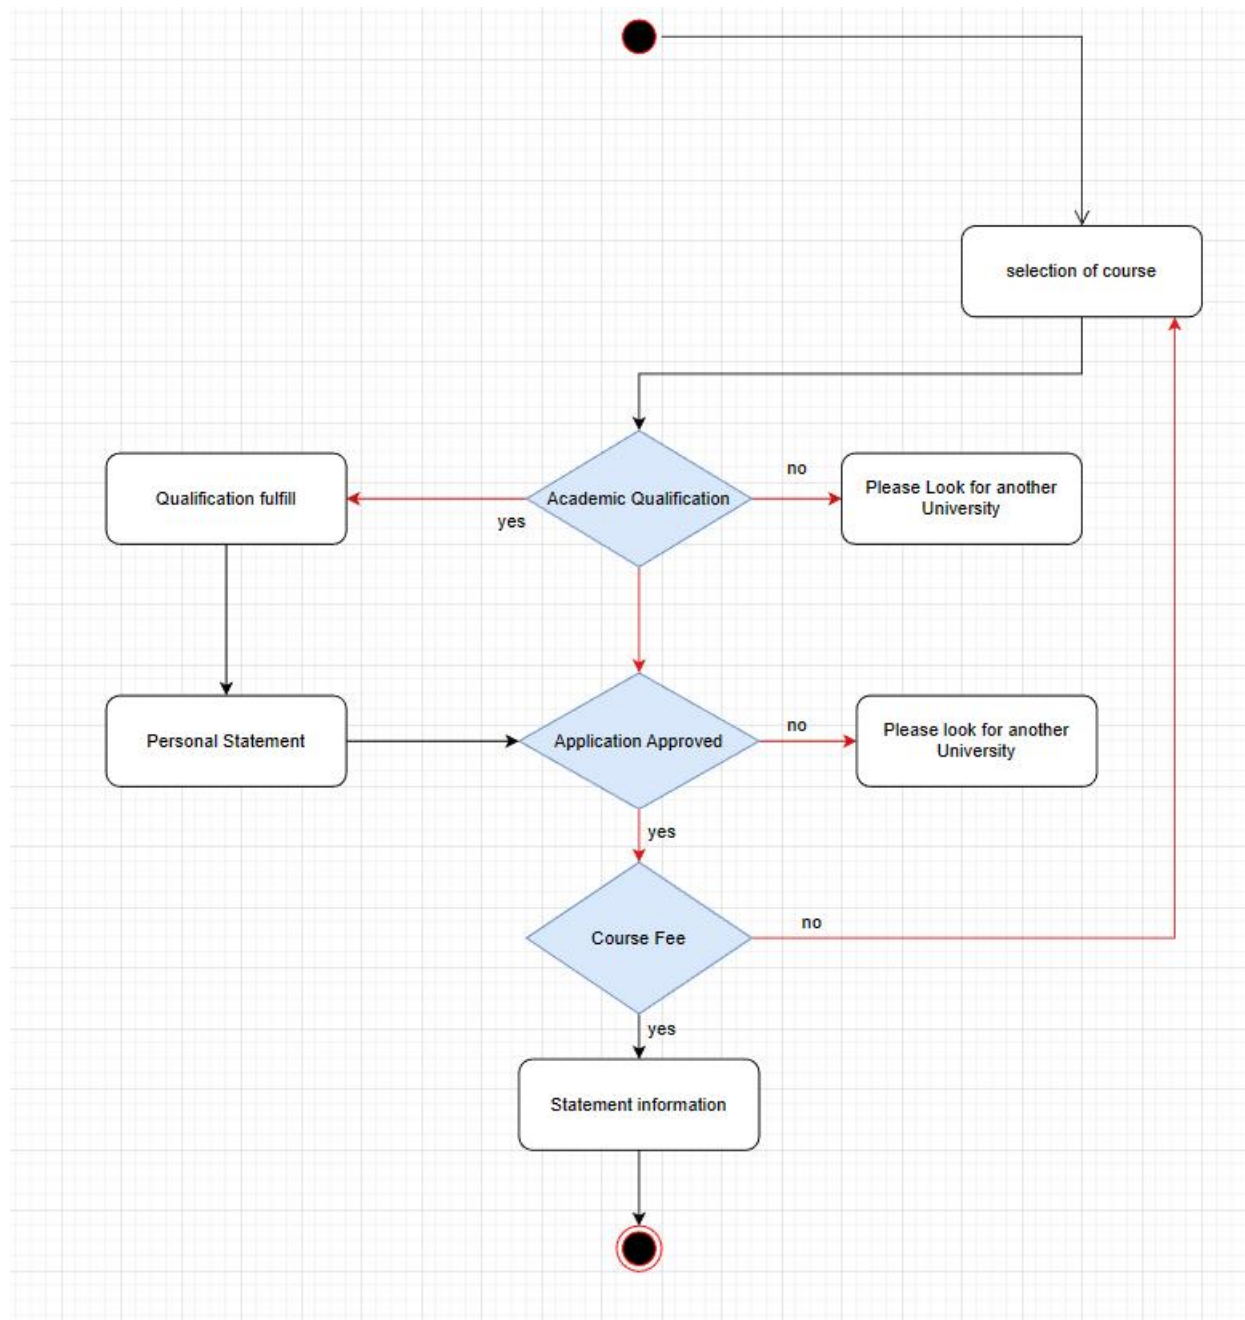 selection of course
no
Please Look for another
University
Academic Qualification
Qualification fulfill
yes
Personal Statement
Application Approved
no
Please look for another
University
yes
Course Fee
no
yes
Statement information